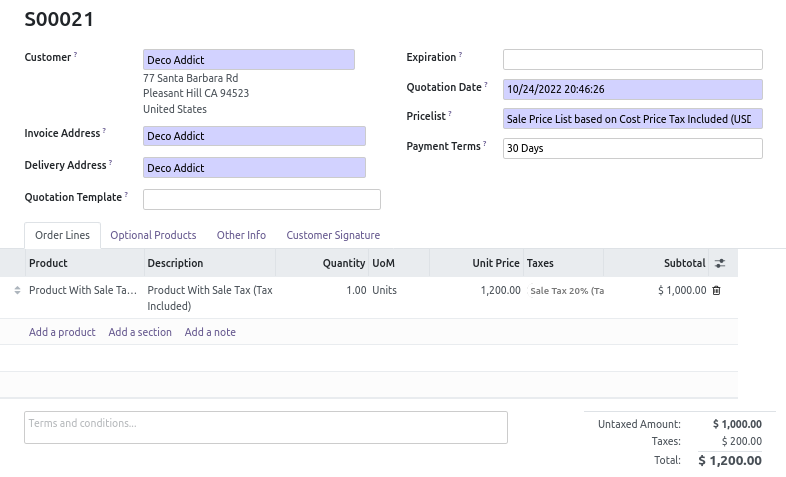 S00021
Customer ?
Deco Addict
77 Santa Barbara Rd
Pleasant Hill CA 94523
United States
Invoice Address ?
Deco Addict
Delivery Address ?
Deco Addict
Quotation Template ?
Expiration ?
Quotation Date ?
10/24/2022 20:46:26
Pricelist ?
Sale Price List based on Cost Price Tax Included (USD
Payment Terms ?
30 Days
Order Lines Optional Products Other Info Customer Signature
Product Description Quantity UoM Unit Price Taxes Subtotal
Product With Sale Ta... Product With Sale Tax (Tax 1.00 Units 1,200.00 Sale Tax 20% (Ta $ 1,000.00
Included)
Add a product Add a section Add a note
Terms and conditions...
Untaxed Amount: $ 1,000.00
Taxes: $ 200.00
Total: $ 1,200.00